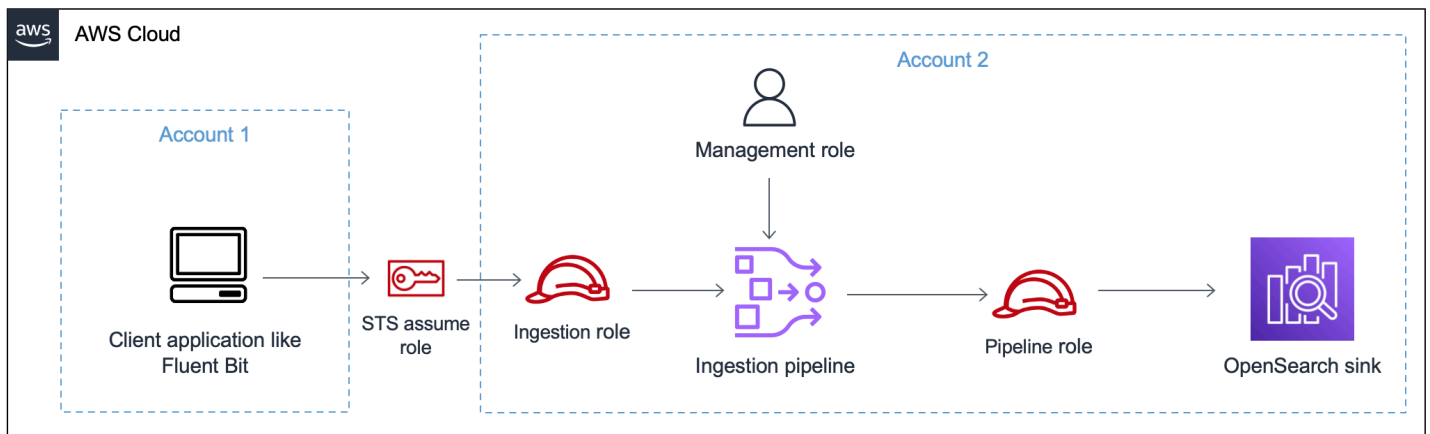 aws
AWS Cloud
Account 2
Account 1
Management role
Client application like
Fluent Bit
STS assume
role
Ingestion role
Ingestion pipeline
Pipeline role
OpenSearch sink